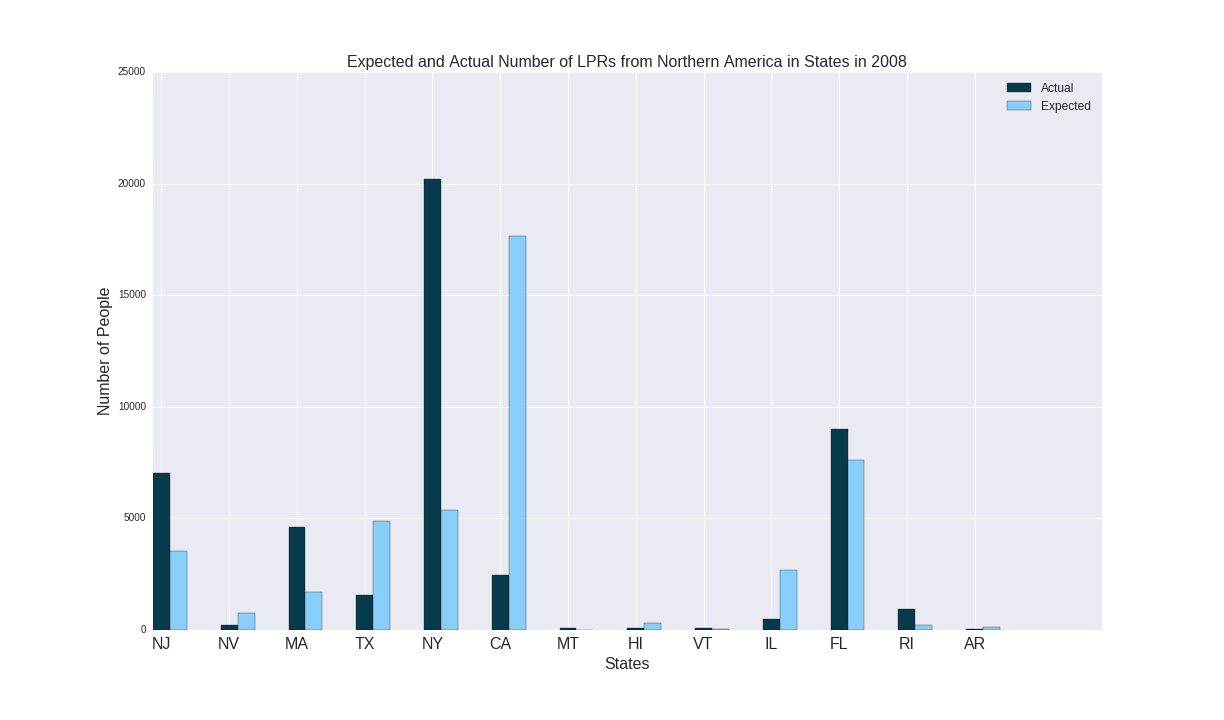 Expected and Actual Number of LPRs from Northern America in States in 2008
Actual
Expected
25000
20000
15000
10000
5000
0
Number of People
NJ NV MA TX NY CA MT HI VT IL FL RI AR
States